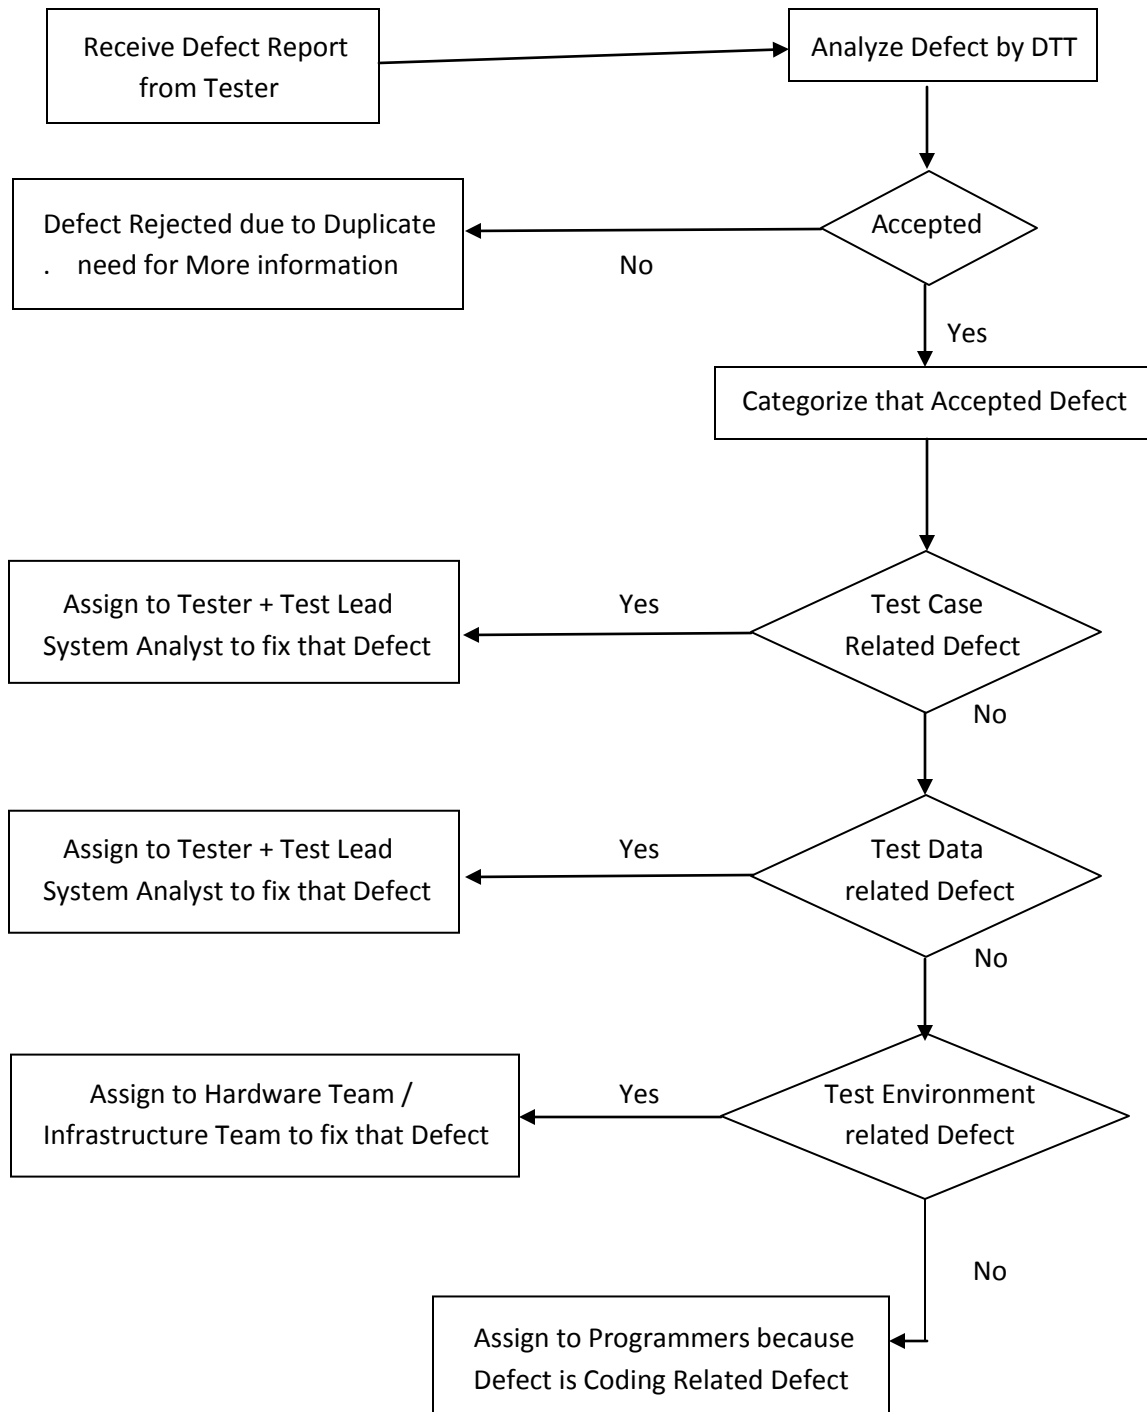 Receive Defect Report
from Tester
Analyze Defect by DTT
Accepted
Defect Rejected due to Duplicate
. need for More information
No
Yes
Categorize that Accepted Defect
Test Case
Related Defect
Yes
Assign to Tester + Test Lead
System Analyst to fix that Defect
No
Test Data
related Defect
Yes
Assign to Tester + Test Lead
System Analyst to fix that Defect
No
Test Environment
related Defect
Yes
Assign to Hardware Team /
Infrastructure Team to fix that Defect
No
Assign to Programmers because
Defect is Coding Related Defect